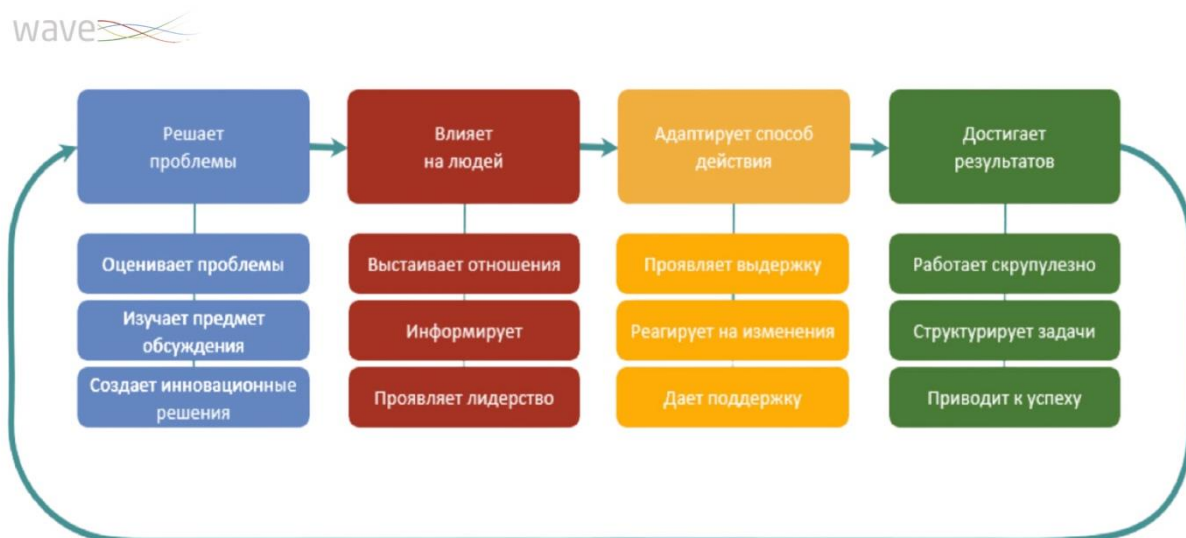 wave
Решает
проблемы
Влияет
на людей
Адаптирует способ
действия
Достигает
результатов
Оценивает проблемы
Выстаивает отношения
Проявляет выдержку
Работает скрупулезно
Изучает предмет
обсуждения
Информирует
Реагирует на изменения
Структурирует задачи
Создает инновационные
решения
Проявляет лидерство
Дает поддержку
Приводит к успеху